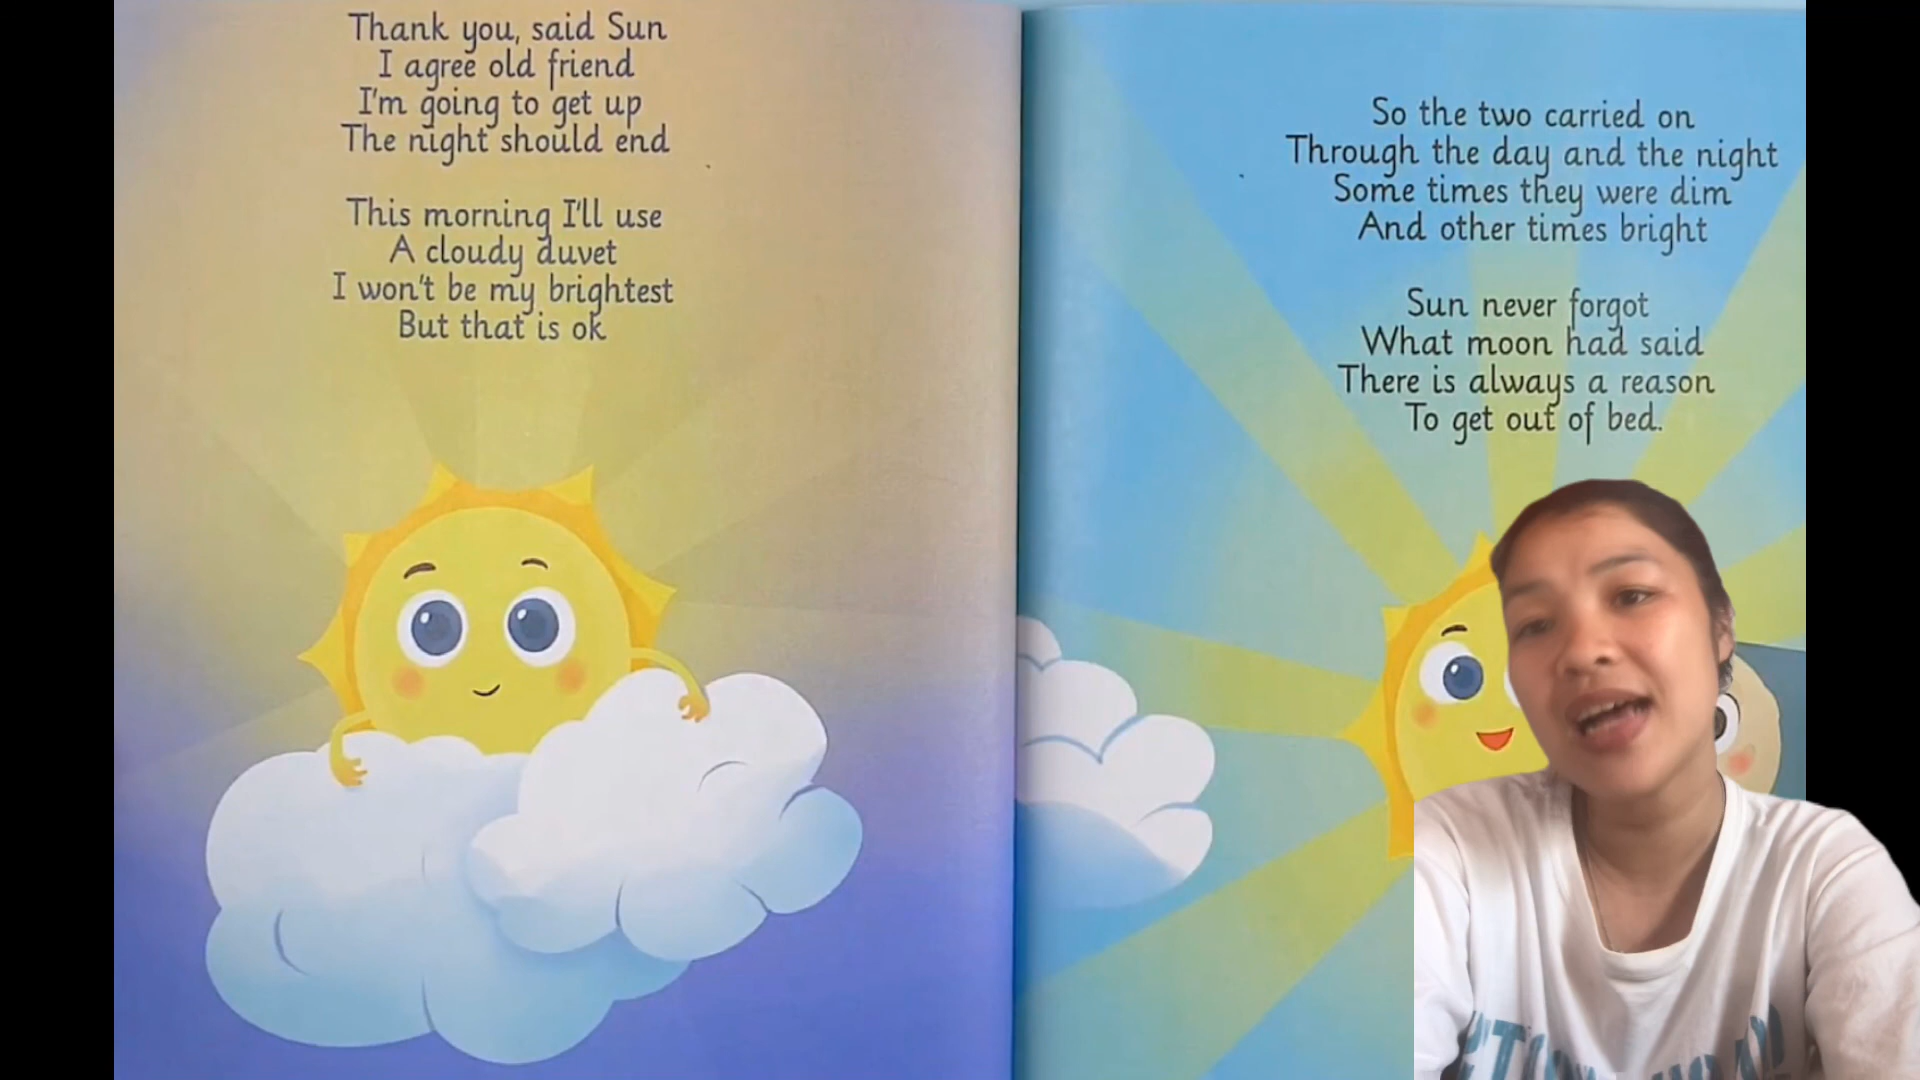 Thank you, said Sun
I agree old friend
I'm going to get up
The night should end
This morning I'll use
A cloudy duvet
I won't be my brightest
But that is ok
So the two carried on
Through the day and the night
Some times they were dim
And other times bright
Sun never forgot
What moon had said
There is always a reason
To get out of bed.